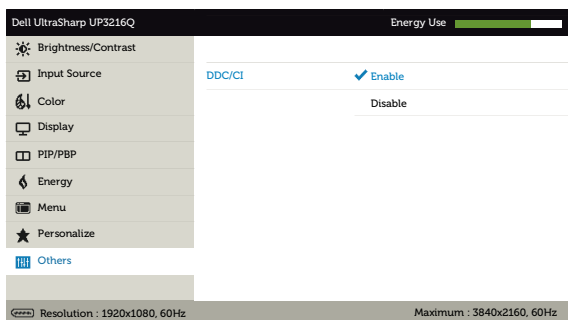 Dell UltraSharp UP3216Q Energy Use
Brightness/Contrast
Input Source DDC/CI Enable
Color Disable
Display
PIP/PBP
Energy
Menu
Personalize
Others
Resolution : 1920x1080, 60Hz Maximum : 3840x2160, 60Hz